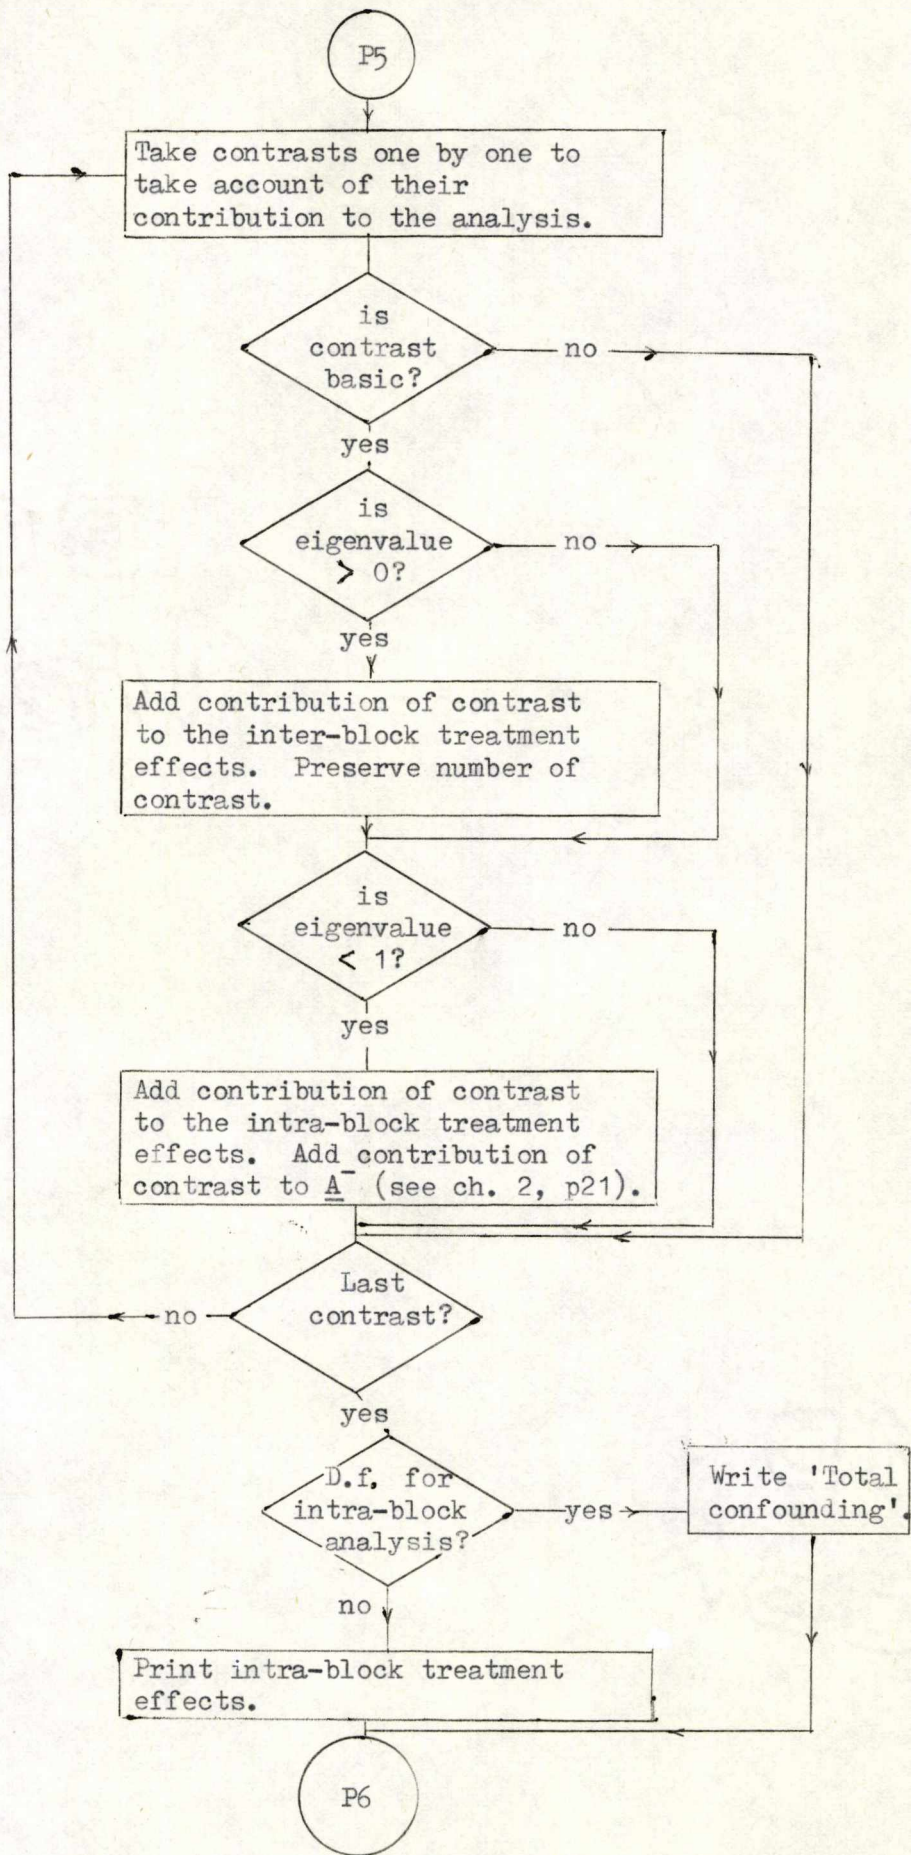 P5
Take contrasts one by one to
take account of their
contribution to the analysis.
is
contrast
basic?
no
yes
is
eigenvalue
> 0?
no
yes
Add contribution of contrast
to the inter-block treatment
effects. Preserve number of
contrast.
is
eigenvalue
< 1?
no
yes
Add contribution of contrast
to the intra-block treatment
effects. Add contribution of
contrast to A⁻ (see ch. 2, p21).
Last
contrast?
no
yes
D.f. for
intra-block
analysis?
yes
Write 'Total
confounding'.
no
Print intra-block treatment
effects.
P6